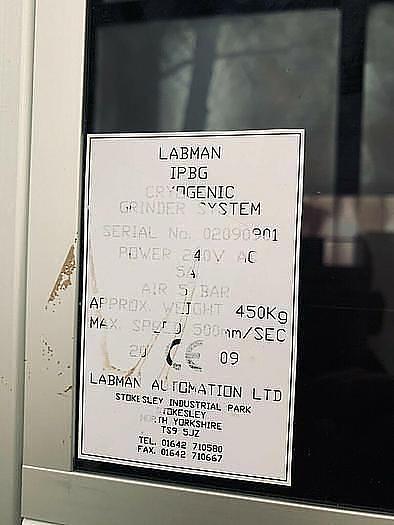 LABMAN
IPBG
CRYOGENIC
GRINDER SYSTEM
SERIAL No. 02090901
POWER 240V AC
5A
AIR 5 BAR
APPROX. WEIGHT 450Kg
MAX. SPEED 500mm/SEC
20 CE 09
LABMAN AUTOMATION LTD
STOKESLEY INDUSTRIAL PARK
STOKESLEY
NORTH YORKSHIRE
TS9 5JZ
TEL. 01642 710580
FAX. 01642 710667